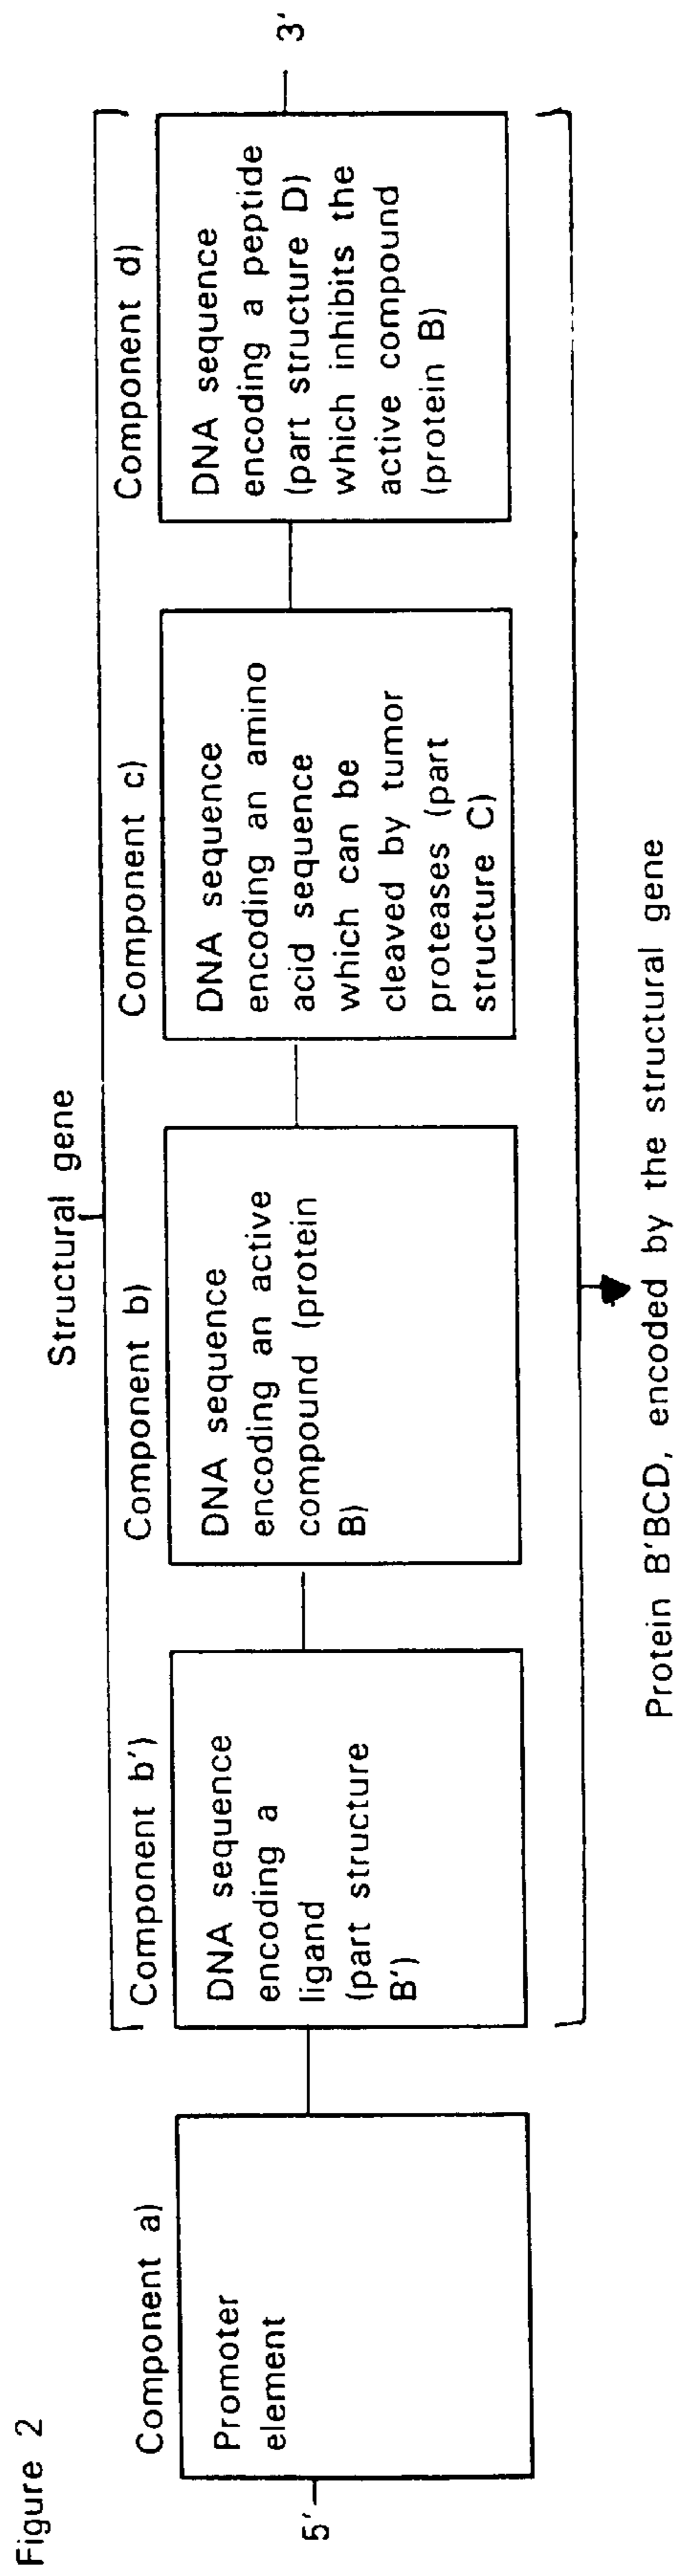 Figure 2
Structural gene
Component a)
Component b')
Component b)
Component c)
Component d)
5'
Promoter
element
DNA sequence
encoding a
ligand
(part structure
B')
DNA sequence
encoding an active
compound (protein
B)
DNA sequence
encoding an amino
acid sequence
which can be
cleaved by tumor
proteases (part
structure C)
DNA sequence
encoding a peptide
(part structure D)
which inhibits the
active compound
(protein B)
3'
Protein B'BCD, encoded by the structural gene